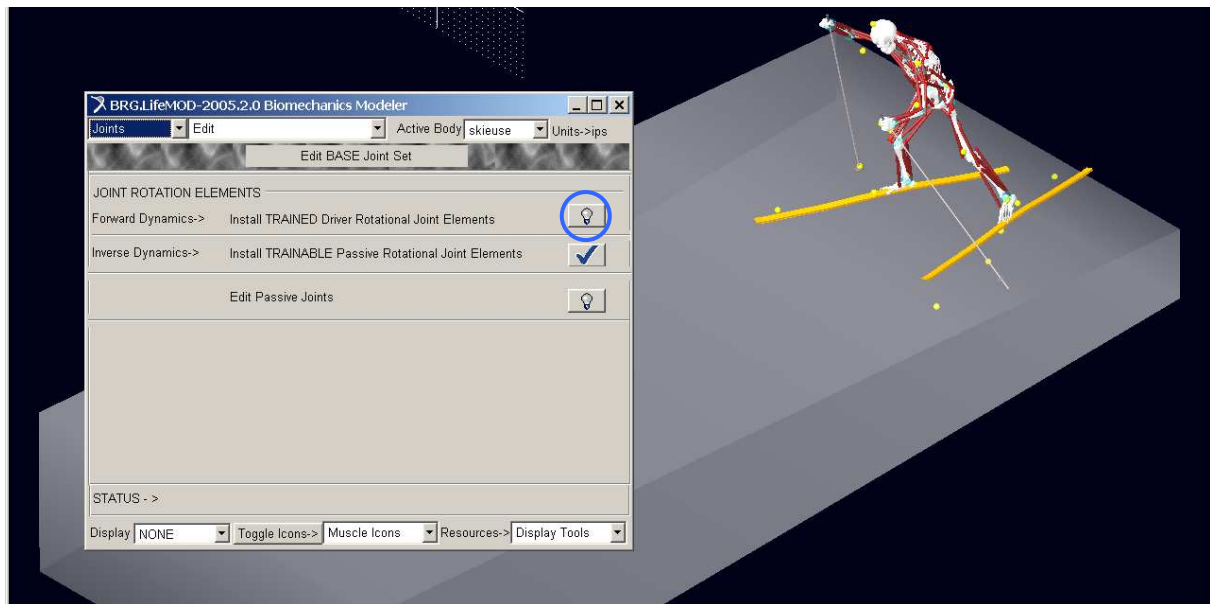 BRG.LifeMOD-2005.2.0 Biomechanics Modeler
Joints Edit Active Body skieuse Units->ips
Edit BASE Joint Set
JOINT ROTATION ELEMENTS
Forward Dynamics-> Install TRAINED Driver Rotational Joint Elements
Inverse Dynamics-> Install TRAINABLE Passive Rotational Joint Elements
Edit Passive Joints
STATUS - >
Display NONE Toggle Icons-> Muscle Icons Resources-> Display Tools